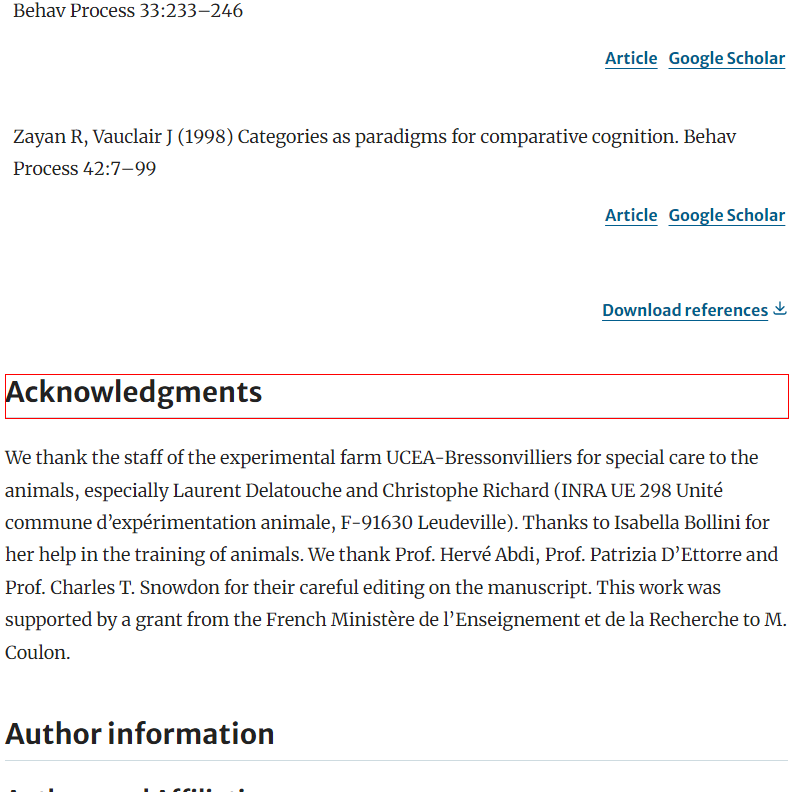 Behav Process 33:233–246
Article Google Scholar
Zayan R, Vauclair J (1998) Categories as paradigms for comparative cognition. Behav
Process 42:7–99
Article Google Scholar
Download references
Acknowledgments
We thank the staff of the experimental farm UCEA-Bressonvilliers for special care to the
animals, especially Laurent Delatouche and Christophe Richard (INRA UE 298 Unité
commune d’expérimentation animale, F-91630 Leudeville). Thanks to Isabella Bollini for
her help in the training of animals. We thank Prof. Hervé Abdi, Prof. Patrizia D’Ettorre and
Prof. Charles T. Snowdon for their careful editing on the manuscript. This work was
supported by a grant from the French Ministère de l’Enseignement et de la Recherche to M.
Coulon.
Author information